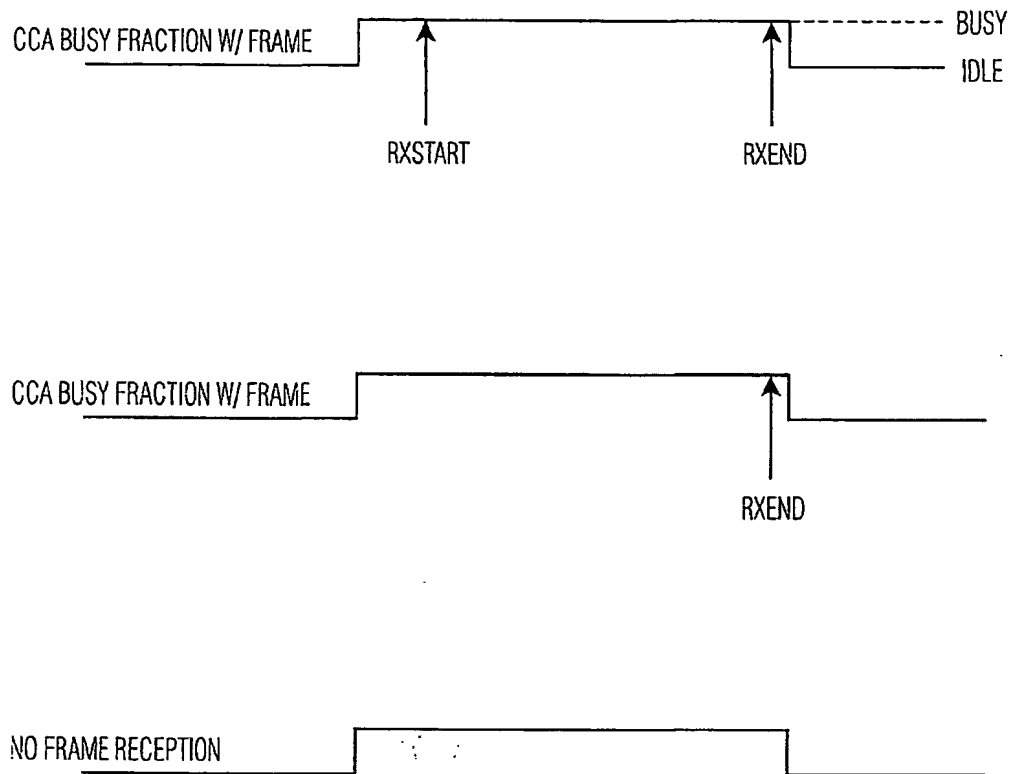 CCA BUSY FRACTION W/ FRAME
BUSY
IDLE
RXSTART
RXEND
CCA BUSY FRACTION W/ FRAME
RXEND
NO FRAME RECEPTION